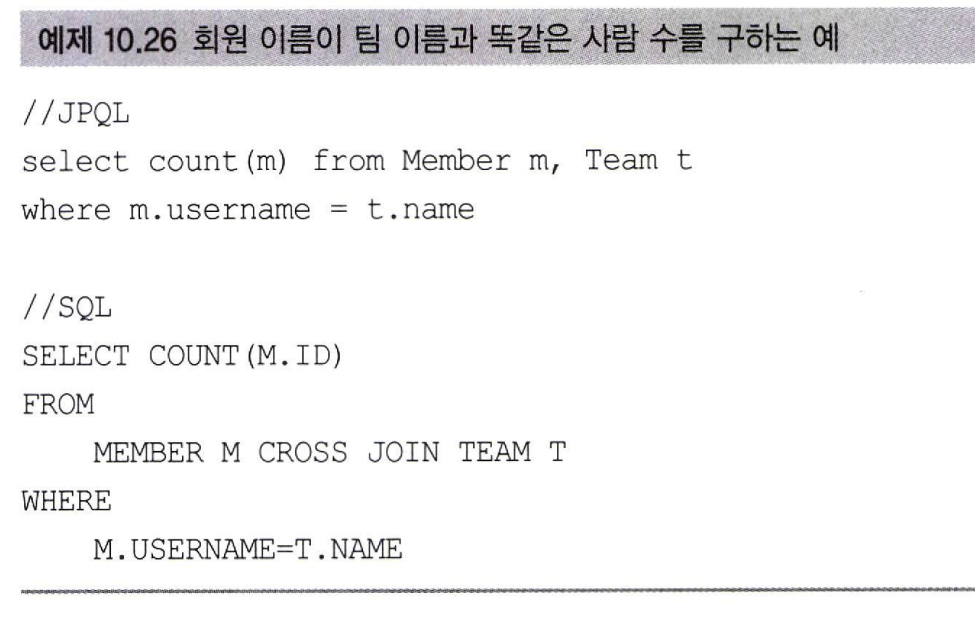 예제 10.26 회원 이름이 팀 이름과 똑같은 사람 수를 구하는 예
//JPQL
select count(m) from Member m, Team t
where m.username = t.name
//SQL
SELECT COUNT(M.ID)
FROM
MEMBER M CROSS JOIN TEAM T
WHERE
M.USERNAME=T.NAME